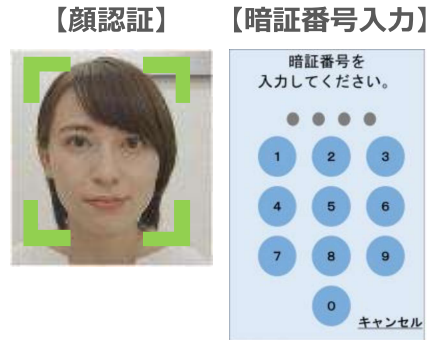 【顔認証】
【暗証番号入力】
暗証番号を
入力してください。
1 2 3
4 5 6
7 8 9
0
キャンセル